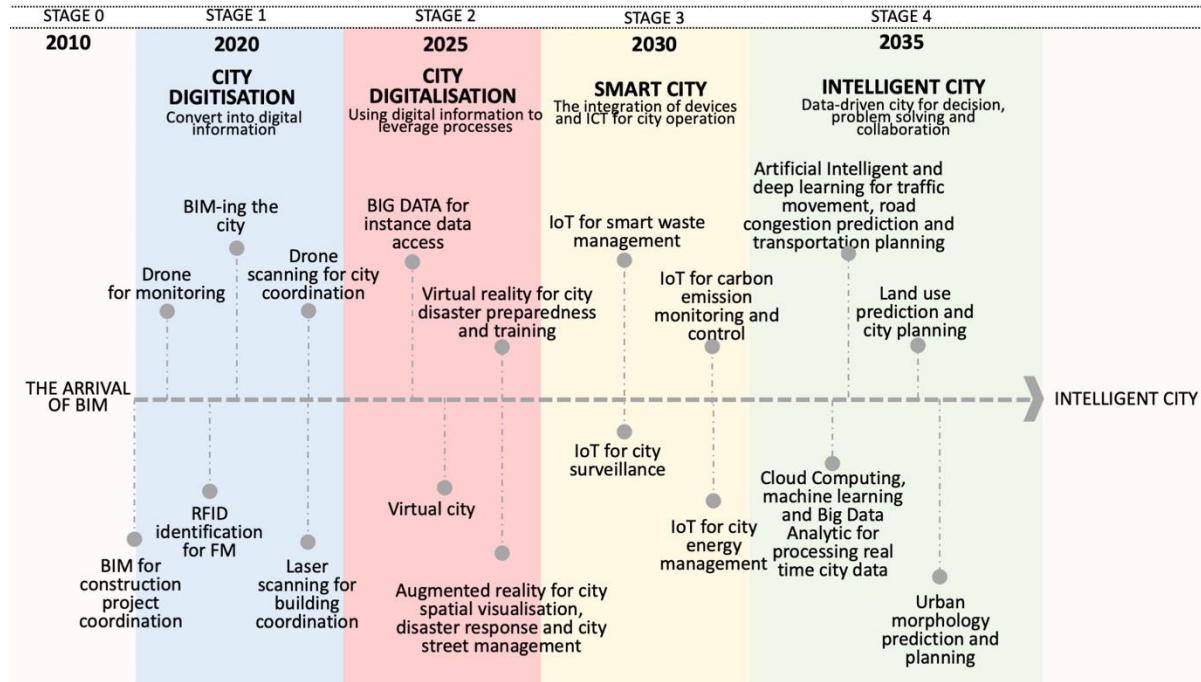 STAGE 0
STAGE 1
STAGE 2
STAGE 3
STAGE 4
2010
2020
2025
2030
2035
CITY
DIGITISATION
Convert into digital
information
CITY
DIGITALISATION
Using digital information to
leverage processes
SMART CITY
The integration of devices
and ICT for city operation
INTELLIGENT CITY
Data-driven city for decision,
problem solving and
collaboration
Drone
for monitoring
BIM-ing the
city
Drone
scanning for city
coordination
BIG DATA for
instance data
access
Virtual reality for city
disaster preparedness
and training
IoT for smart waste
management
IoT for carbon
emission
monitoring and
control
Artificial Intelligent and
deep learning for traffic
movement, road
congestion prediction and
transportation planning
Land use
prediction and
city planning
THE ARRIVAL
OF BIM
INTELLIGENT CITY
BIM for
construction
project
coordination
RFID
identification
for FM
Laser
scanning for
building
coordination
Virtual city
Augmented reality for city
spatial visualisation,
disaster response and city
street management
IoT for city
surveillance
IoT for city
energy
management
Cloud Computing,
machine learning
and Big Data
Analytic for
processing real
time city data
Urban
morphology
prediction and
planning